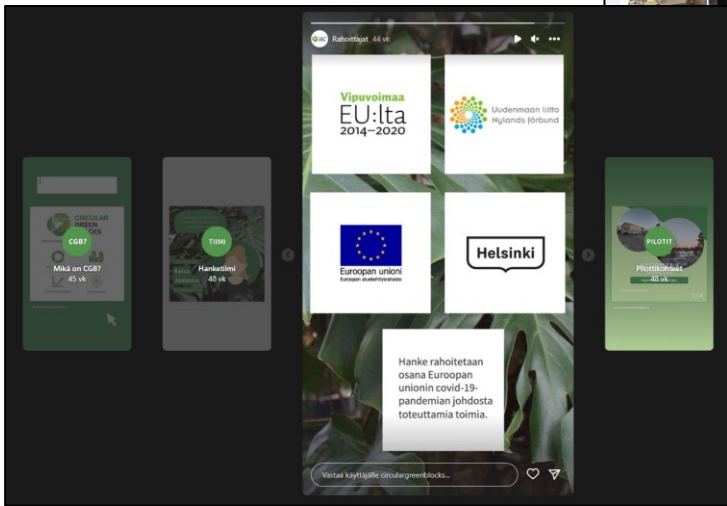 Rahoittajat 44 vk
Vipuvoimaa
EU:lta
2014–2020
Uudenmaan liitto
Nylands förbund
Euroopan unioni
Euroopan aluekehitysrahasto
Helsinki
Hanke rahoitetaan
osana Euroopan
unionin covid-19-
pandemian johdosta
toteuttamia toimia.
Vastaa käyttäjälle circulargreenblocks...
CIRCULAR
GREEN
CGB?
Mikä on CGB?
45 vk
TIIMI
Hanketiimi
48 vk
PILOTIT
Pilottikohteet
48 vk